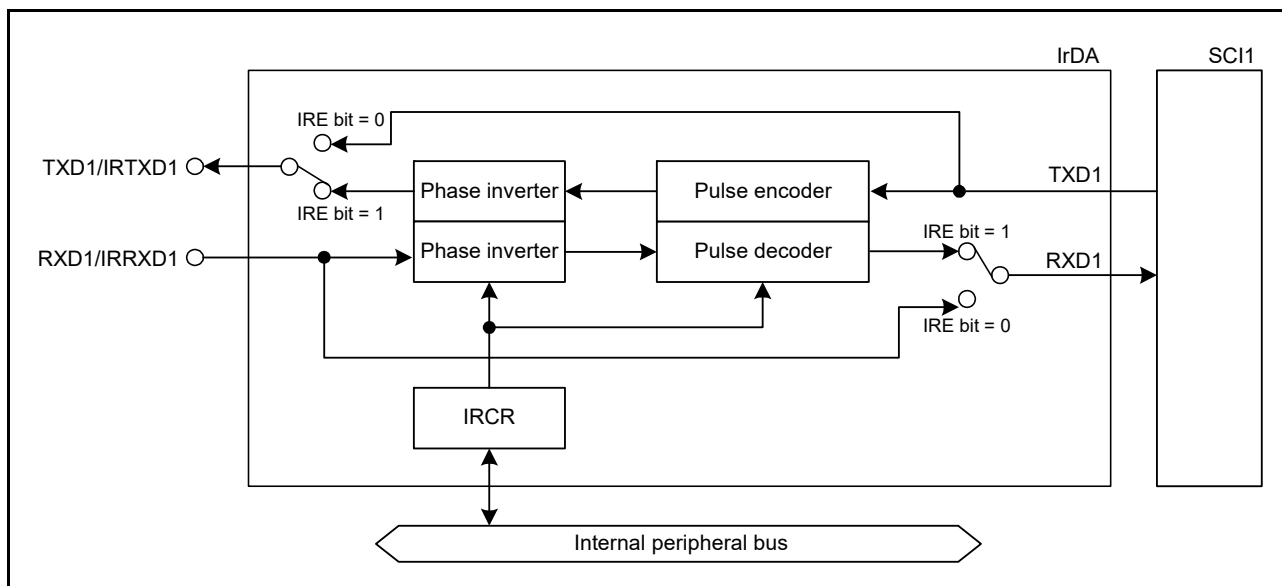 IrDA
SCI1
IRE bit = 0
TXD1/IRTXD1
Phase inverter
Pulse encoder
TXD1
IRE bit = 1
RXD1/IRRXD1
Phase inverter
Pulse decoder
IRE bit = 1
RXD1
IRE bit = 0
IRCR
Internal peripheral bus